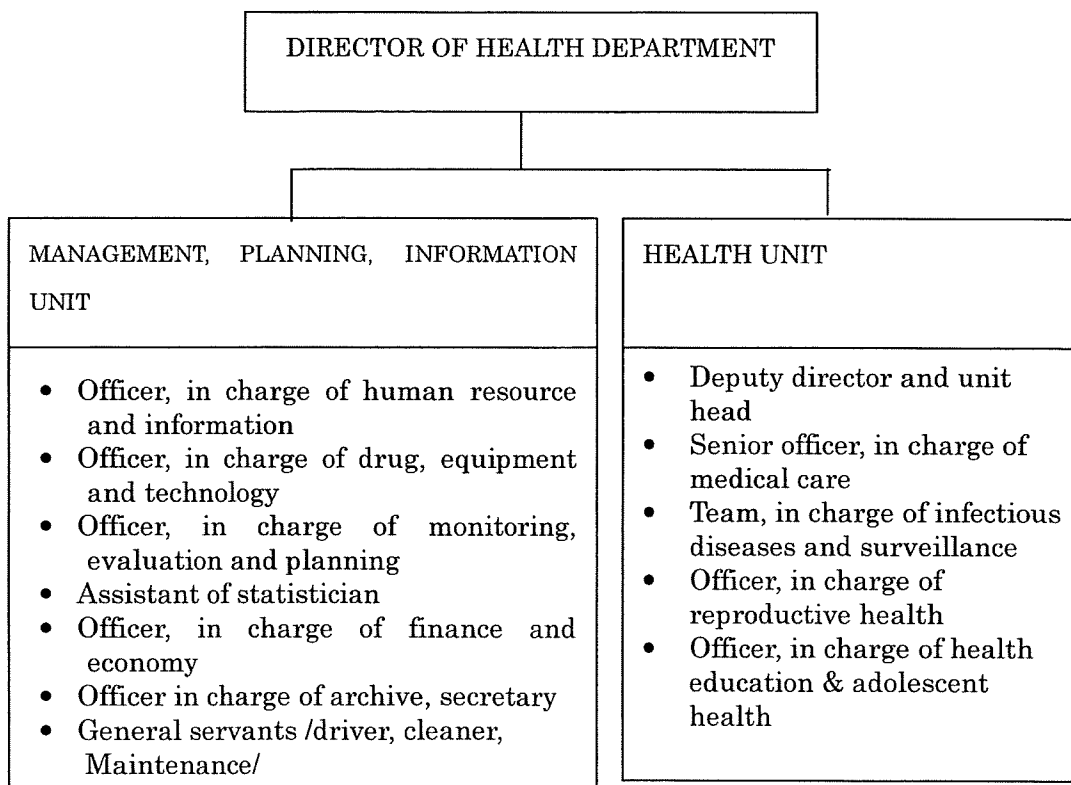 DIRECTOR OF HEALTH DEPARTMENT
MANAGEMENT, PLANNING, INFORMATION
UNIT
• Officer, in charge of human resource
and information
• Officer, in charge of drug, equipment
and technology
• Officer, in charge of monitoring,
evaluation and planning
• Assistant of statistician
• Officer, in charge of finance and
economy
• Officer in charge of archive, secretary
• General servants /driver, cleaner,
Maintenance/
HEALTH UNIT
• Deputy director and unit
head
• Senior officer, in charge of
medical care
• Team, in charge of infectious
diseases and surveillance
• Officer, in charge of
reproductive health
• Officer, in charge of health
education & adolescent
health